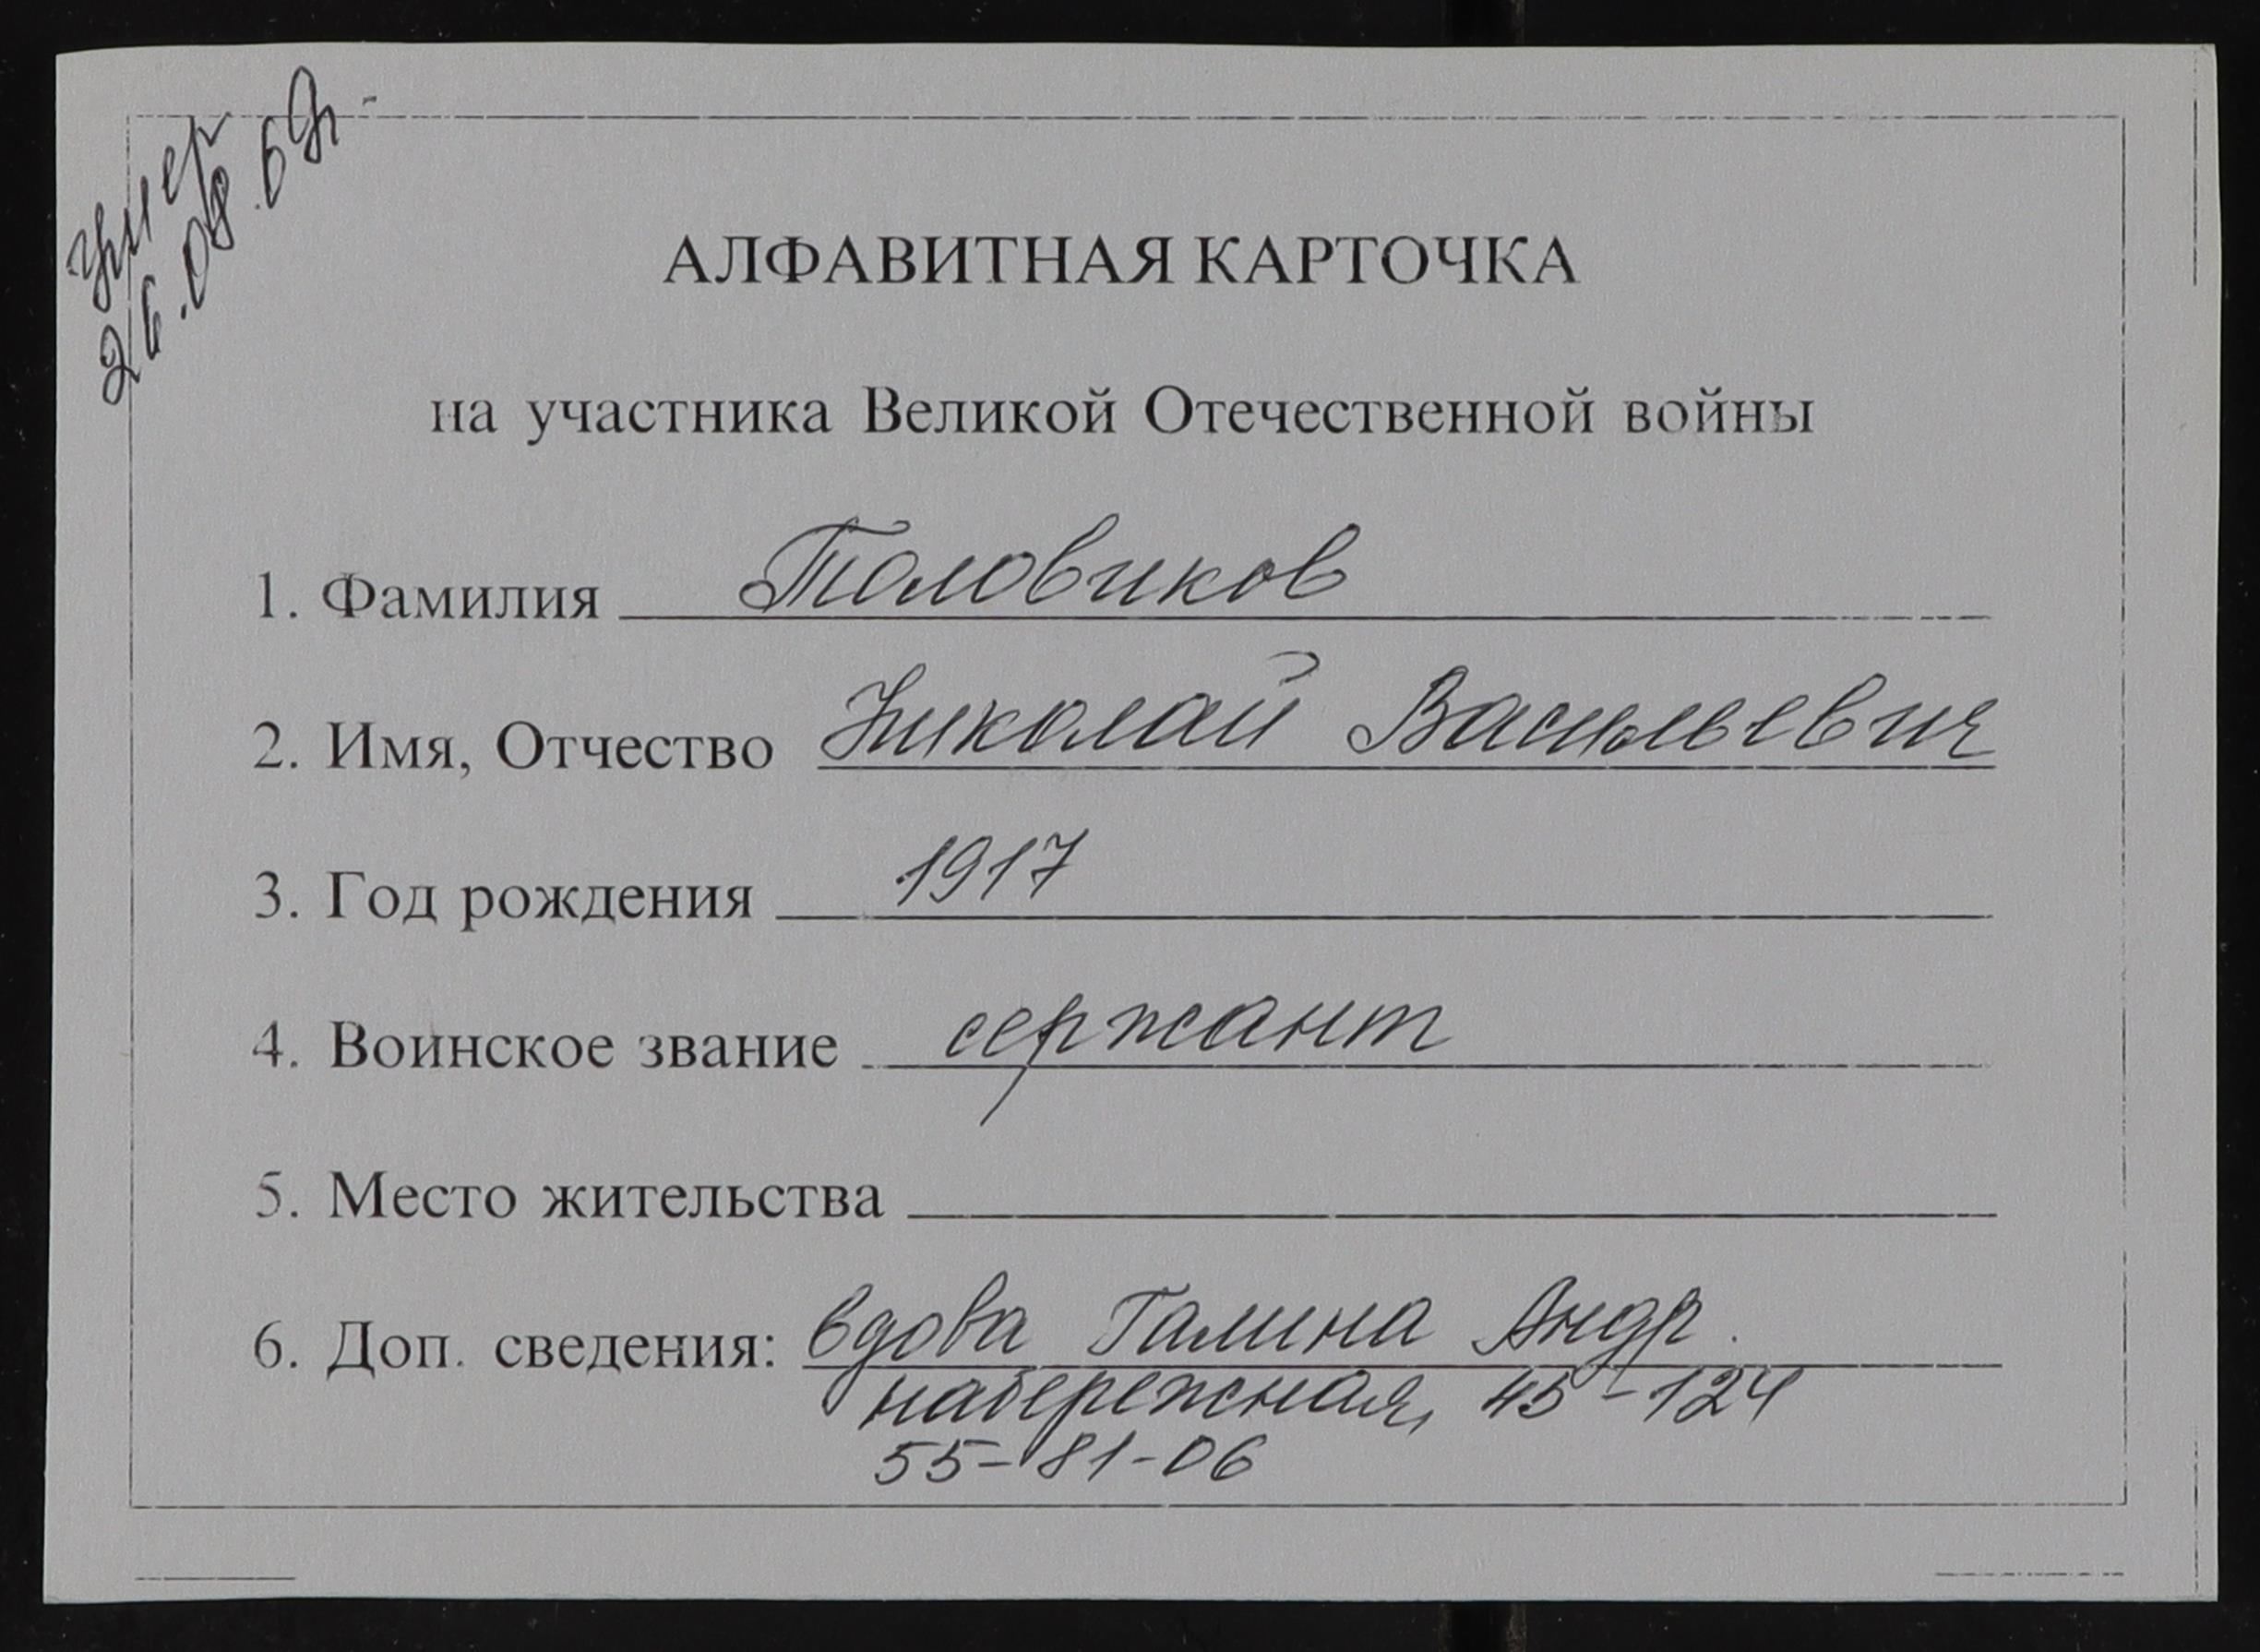 умер
26.08.69г.
АЛФАВИТНАЯ КАРТОЧКА
на участника Великой Отечественной войны
1. Фамилия Половиков
2. Имя, Отчество Николай Васильевич
3. Год рождения 1917
4. Воинское звание сержант
5. Место жительства
6. Доп. сведения: вдова Галина Андр.
набережная, 45-124
55-81-06